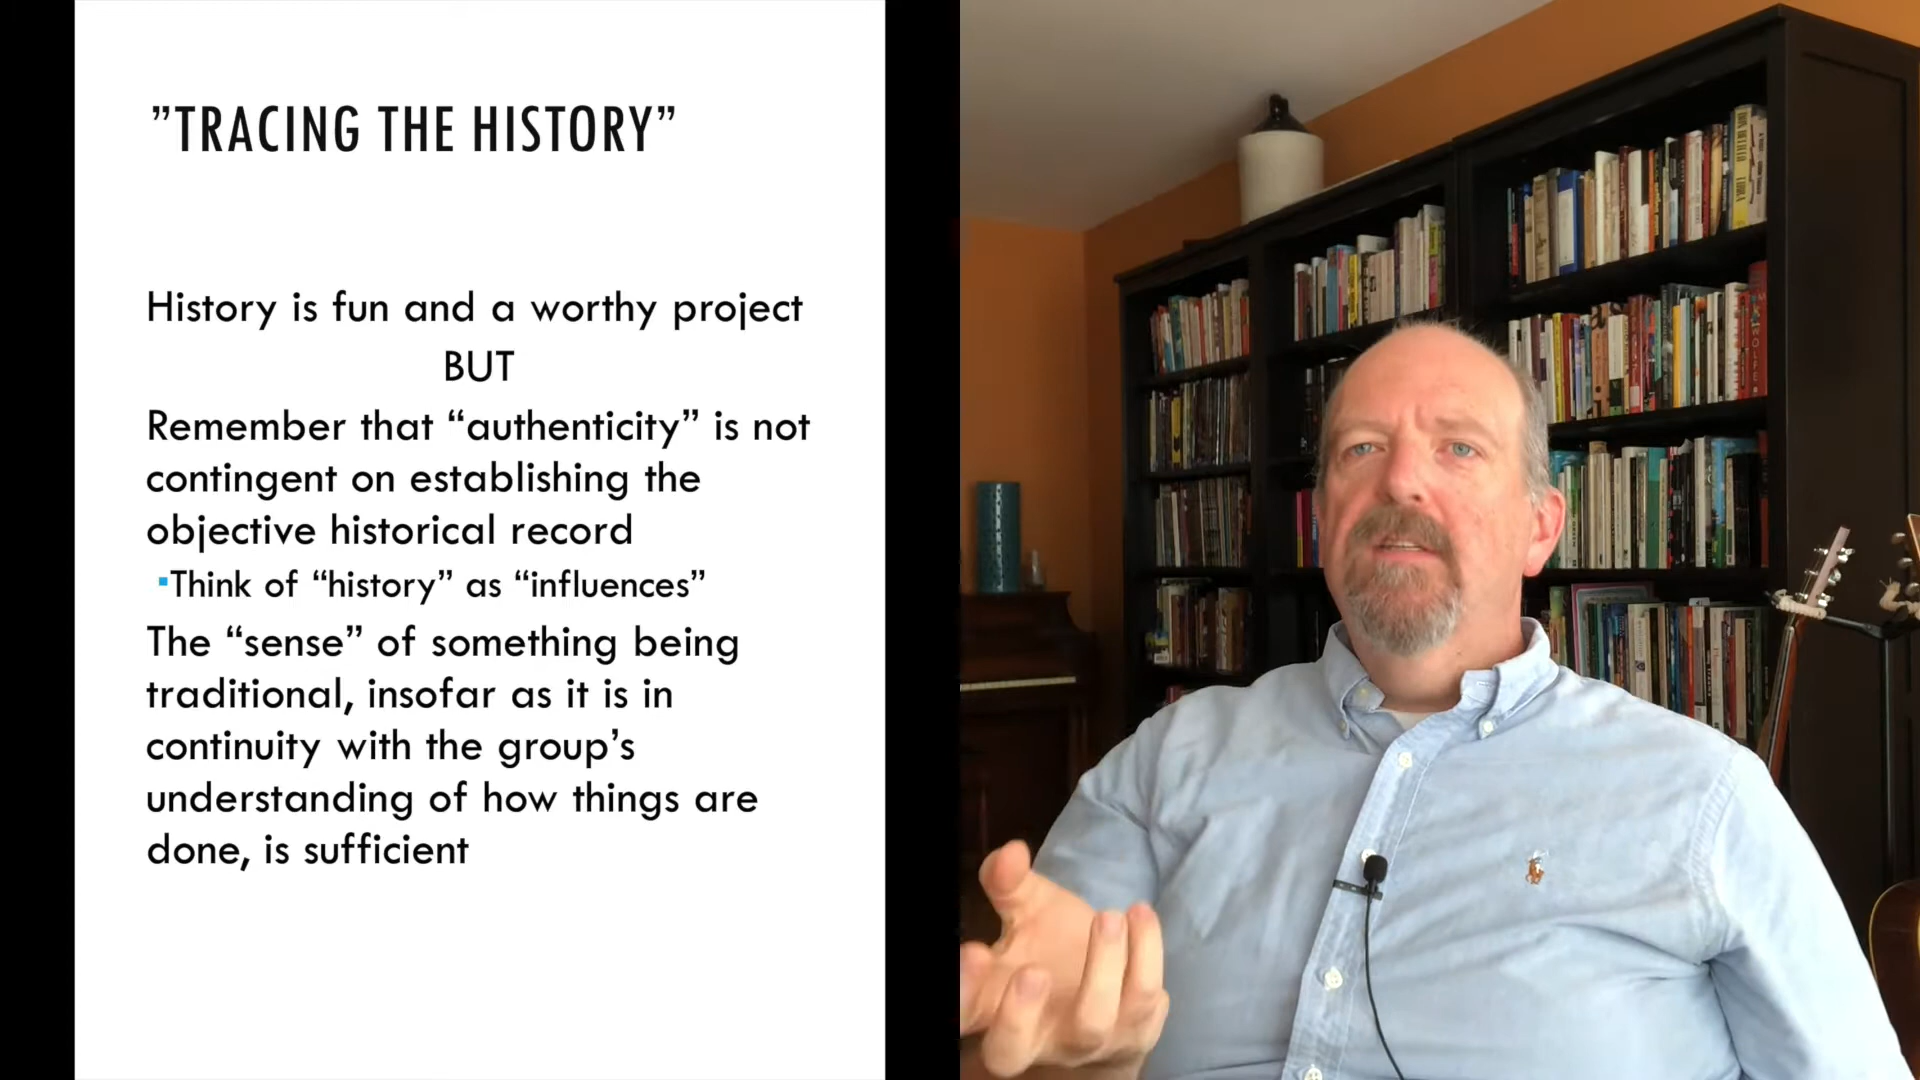 ”TRACING THE HISTORY”
History is fun and a worthy project
BUT
Remember that “authenticity” is not
contingent on establishing the
objective historical record
▪Think of “history” as “influences”
The “sense” of something being
traditional, insofar as it is in
continuity with the group’s
understanding of how things are
done, is sufficient